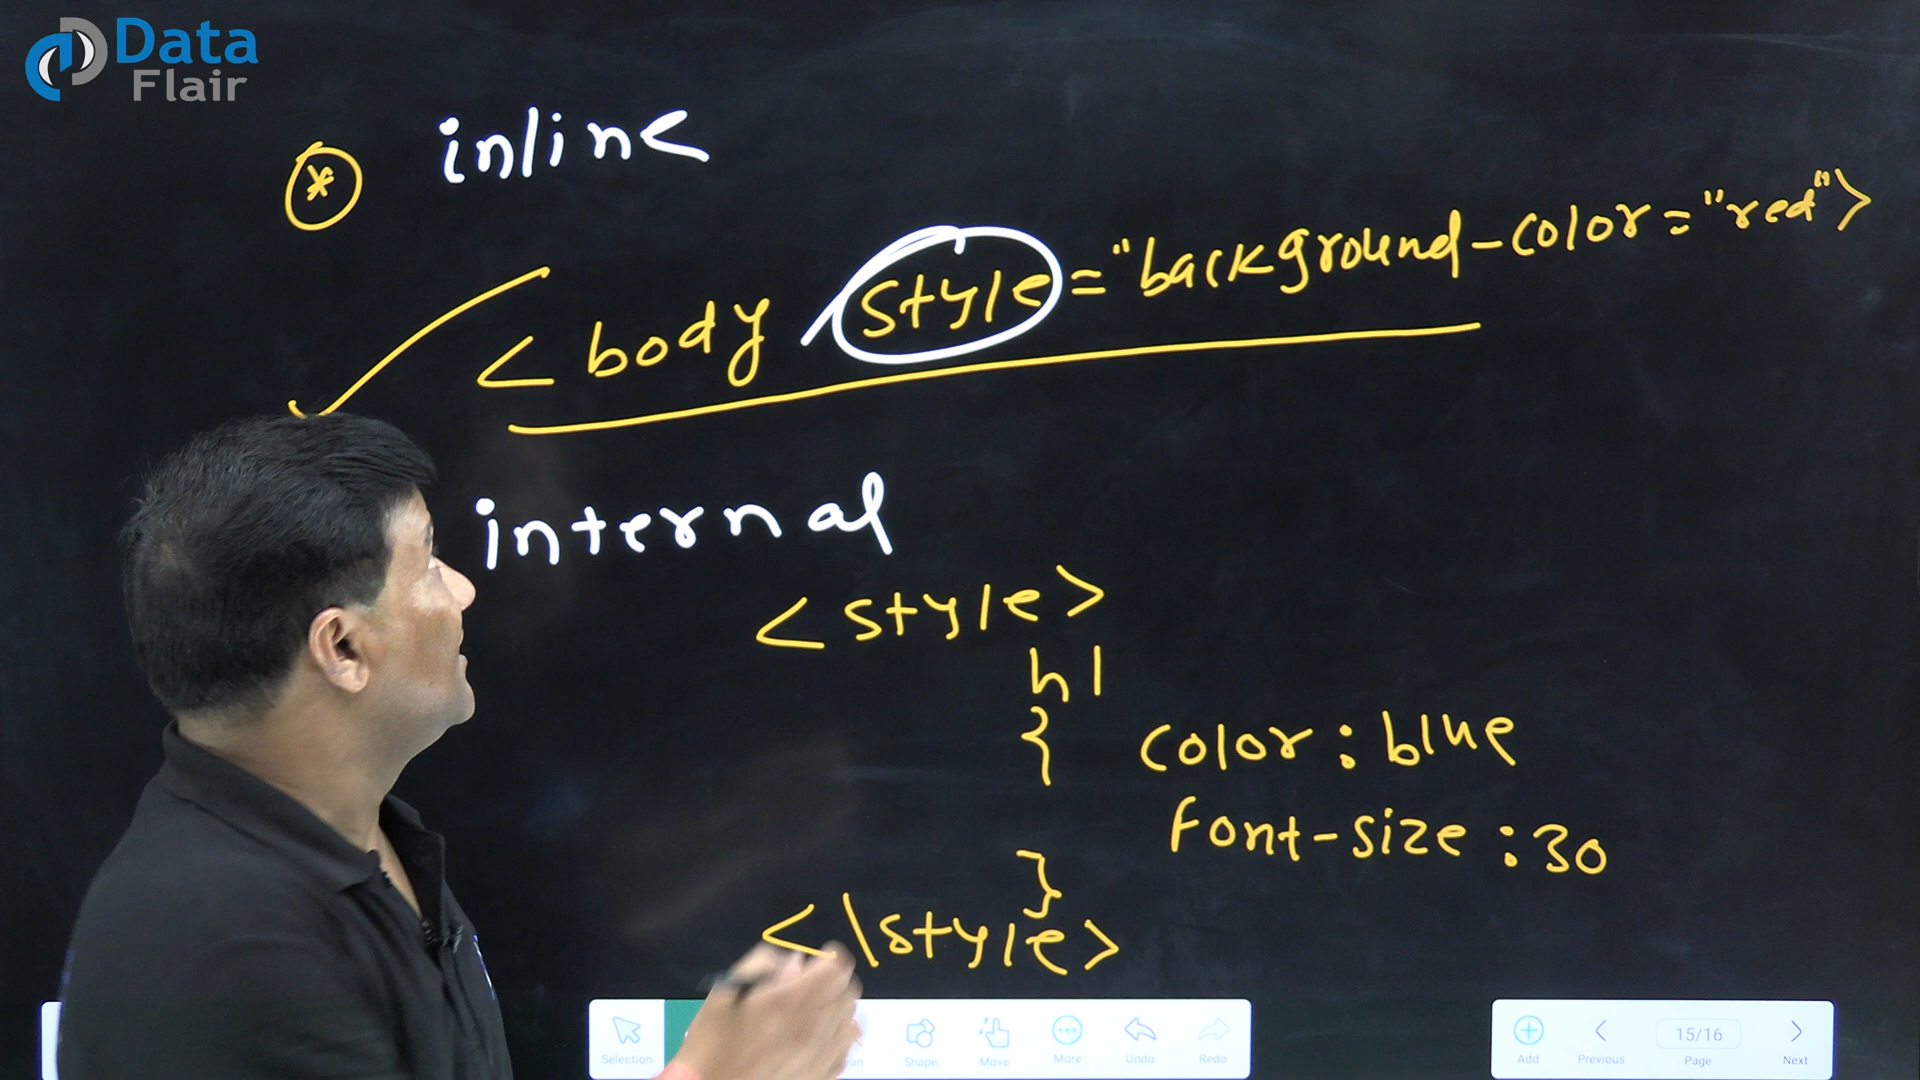 Data
Flair
* inline
<body style="background-color="red">
internal
<style>
h1
{ color:blue
font-size:30
}
<\style>
Selection
Shape
Move
More
Undo
Redo
Add
Previous
15/16
Page
Next